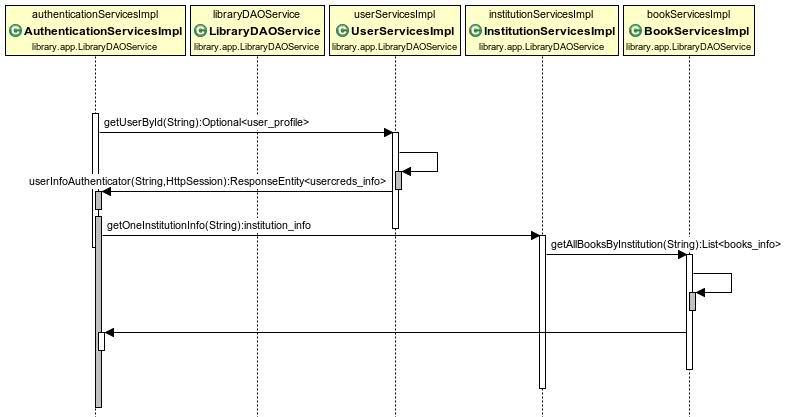 authenticationServicesImpl
C AuthenticationServicesImpl
library.app.LibraryDAOService
libraryDAOService
C LibraryDAOService
library.app.LibraryDAOService
userServicesImpl
C UserServicesImpl
library.app.LibraryDAOService
institutionServicesImpl
C InstitutionServicesImpl
library.app.LibraryDAOService
bookServicesImpl
C BookServicesImpl
library.app.LibraryDAOService
getUserById(String):Optional<user_profile>
userInfoAuthenticator(String,HttpSession):ResponseEntity<usercreds_info>
getOneInstitutionInfo(String):institution_info
getAllBooksByInstitution(String):List<books_info>